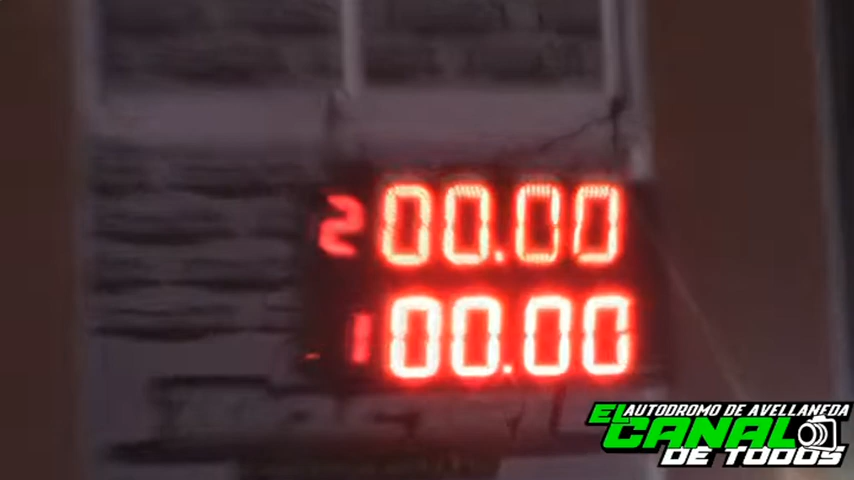 2 00.00
1 00.00
EL AUTODROMO DE AVELLANEDA
CANAL
DE TODOS